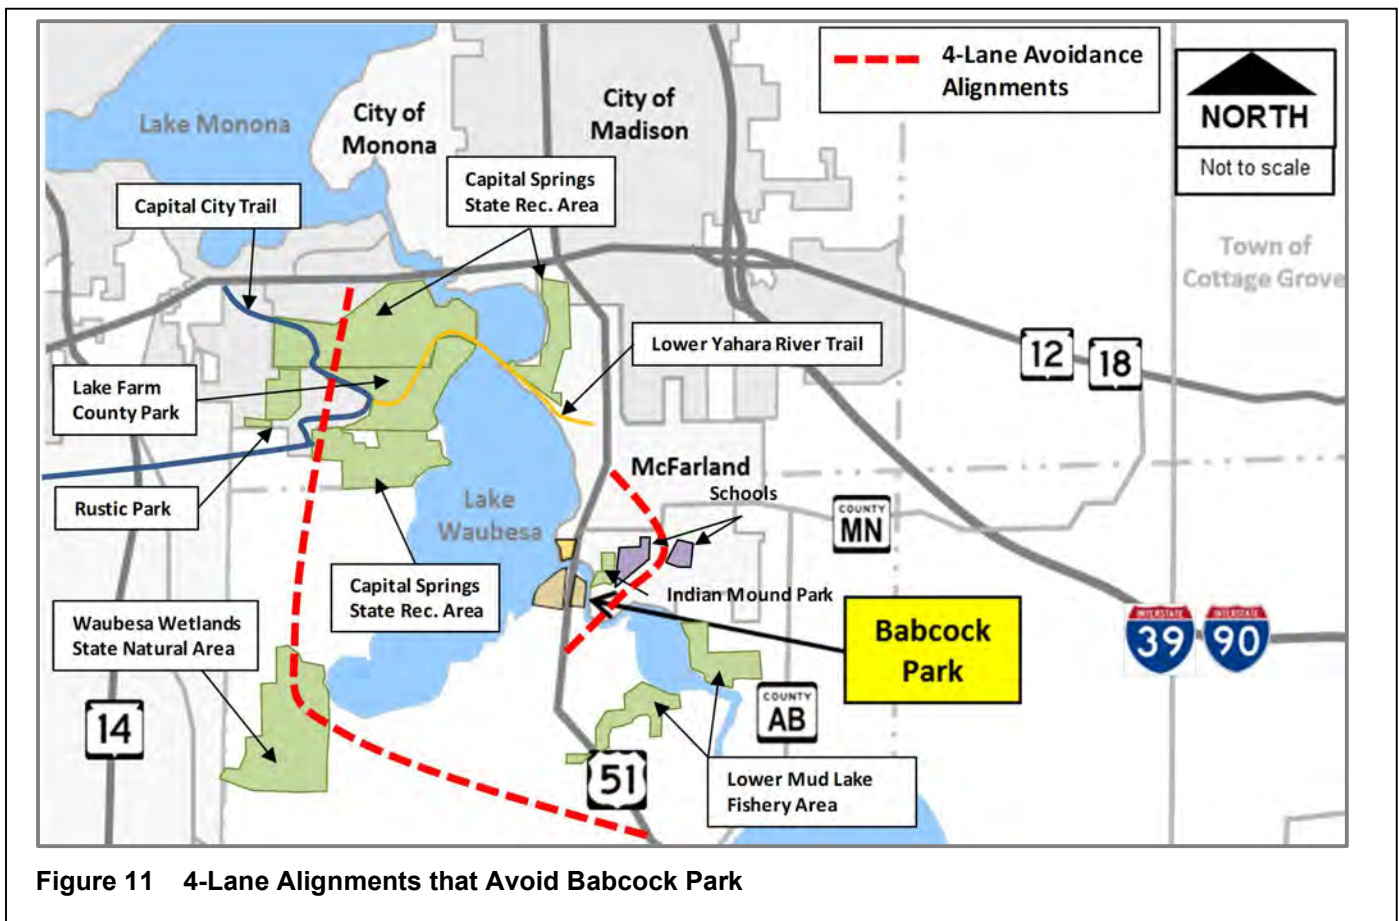 4-Lane Avoidance
Alignments
NORTH
Not to scale
Lake Monona
City of
Monona
City of
Madison
Capital Springs
State Rec. Area
Capital City Trail
Town of
Cottage Grove
Lower Yahara River Trail
12
18
Lake Farm
County Park
McFarland
Schools
Rustic Park
Lake
Waubesa
COUNTY
MN
Capital Springs
State Rec. Area
Indian Mound Park
Waubesa Wetlands
State Natural Area
Babcock
Park
INTERSTATE
39
INTERSTATE
90
14
COUNTY
AB
51
Lower Mud Lake
Fishery Area
Figure 11 4-Lane Alignments that Avoid Babcock Park